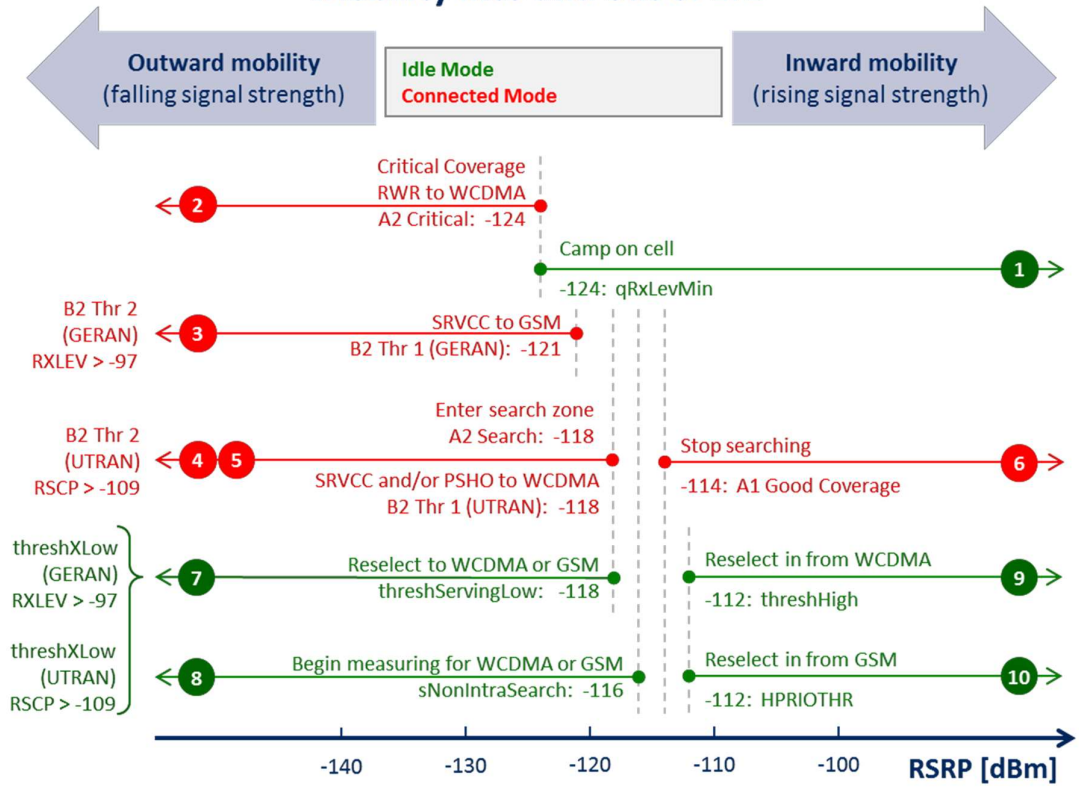 Outward mobility
(falling signal strength)
Idle Mode
Connected Mode
Inward mobility
(rising signal strength)
Critical Coverage
RWR to WCDMA
A2 Critical: -124
2
Camp on cell
-124: qRxLevMin
1
B2 Thr 2
(GERAN)
RXLEV > -97
3
SRVCC to GSM
B2 Thr 1 (GERAN): -121
B2 Thr 2
(UTRAN)
RSCP > -109
4 5
Enter search zone
A2 Search: -118
SRVCC and/or PSHO to WCDMA
B2 Thr 1 (UTRAN): -118
Stop searching
-114: A1 Good Coverage
6
threshXLow
(GERAN)
RXLEV > -97
7
Reselect to WCDMA or GSM
threshServingLow: -118
Reselect in from WCDMA
-112: threshHigh
9
threshXLow
(UTRAN)
RSCP > -109
8
Begin measuring for WCDMA or GSM
sNonIntraSearch: -116
Reselect in from GSM
-112: HPRIOTHR
10
-140 -130 -120 -110 -100
RSRP [dBm]